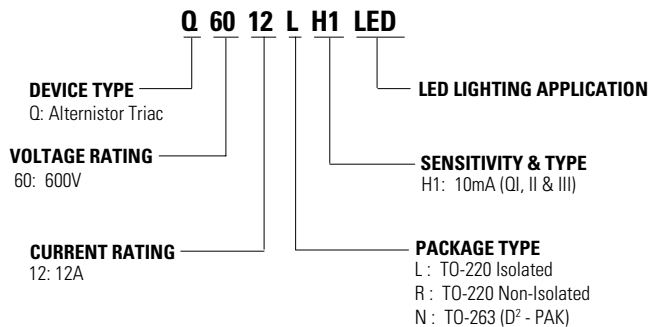 Q 60 12 L H1 LED
DEVICE TYPE
Q: Alternistor Triac
VOLTAGE RATING
60: 600V
CURRENT RATING
12: 12A
LED LIGHTING APPLICATION
SENSITIVITY & TYPE
H1: 10mA (QI, II & III)
PACKAGE TYPE
L : TO-220 Isolated
R : TO-220 Non-Isolated
N : TO-263 (D² - PAK)